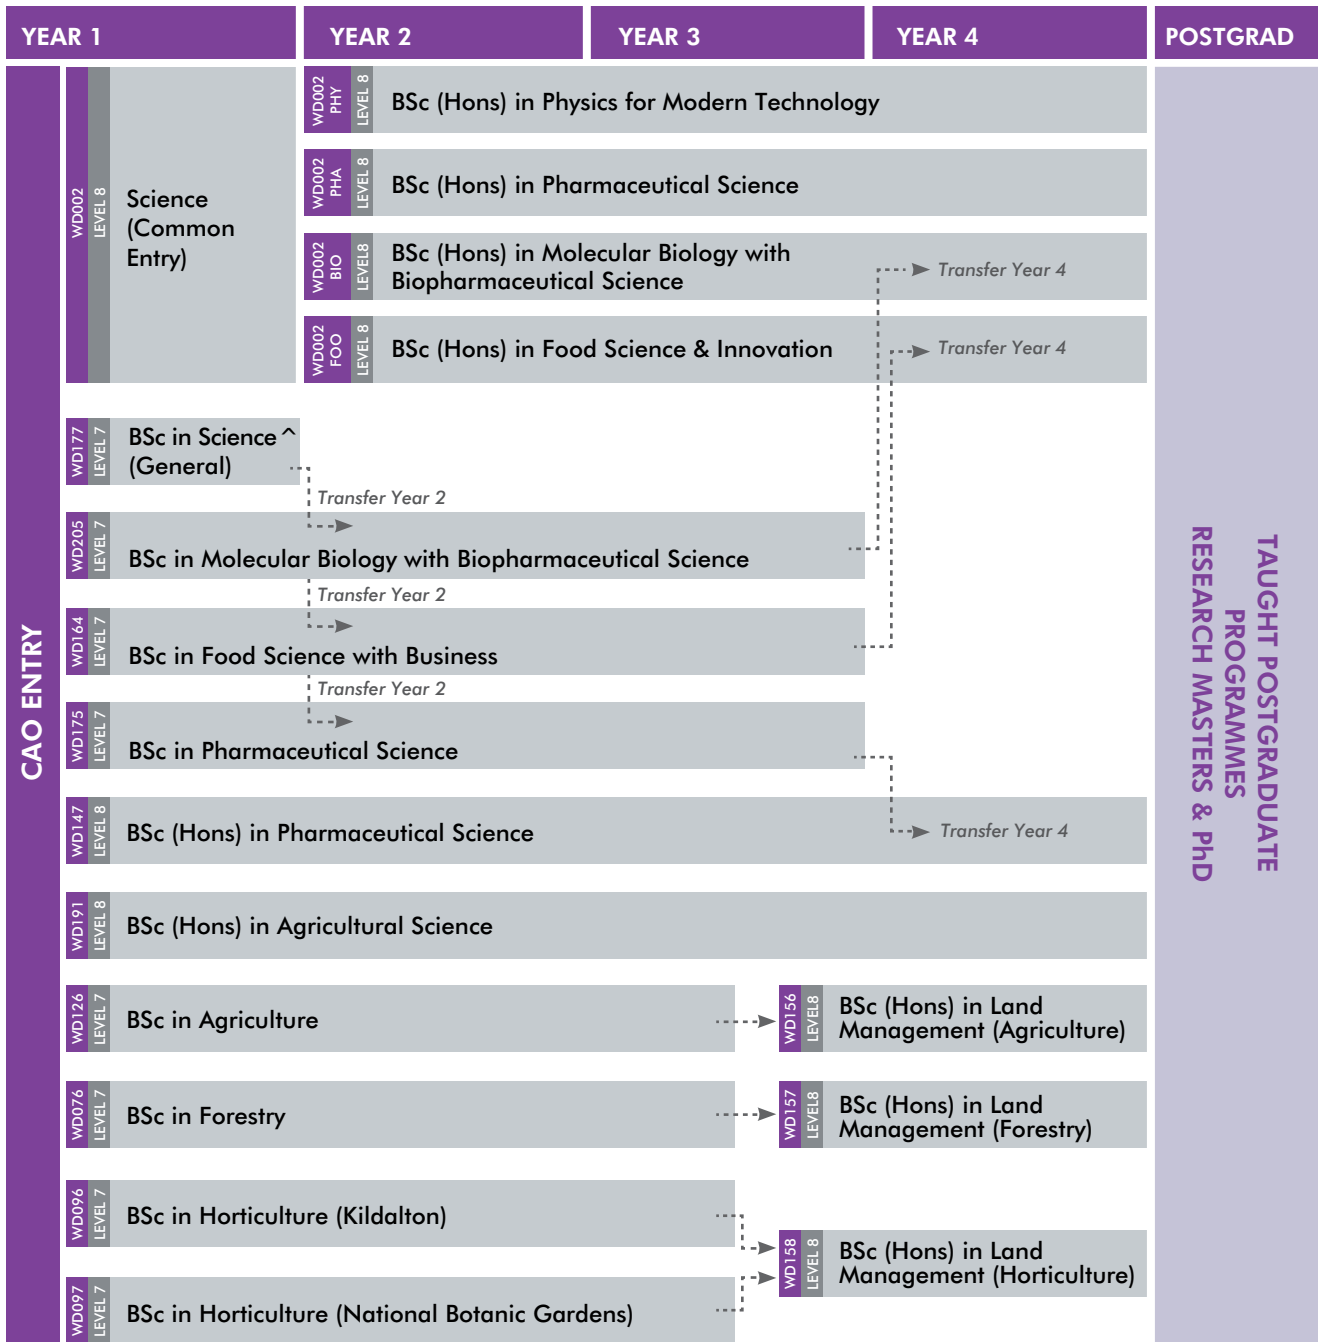 YEAR 1
YEAR 2
YEAR 3
YEAR 4
POSTGRAD
CAO ENTRY
WD002
LEVEL 8
Science
(Common
Entry)
WD002
PHY
LEVEL 8
BSc (Hons) in Physics for Modern Technology
WD002
PHA
LEVEL 8
BSc (Hons) in Pharmaceutical Science
WD002
BIO
LEVEL8
BSc (Hons) in Molecular Biology with
Biopharmaceutical Science
Transfer Year 4
WD002
FOO
LEVEL 8
BSc (Hons) in Food Science & Innovation
Transfer Year 4
WD177
LEVEL 7
BSc in Science ^
(General)
Transfer Year 2
WD205
LEVEL 7
BSc in Molecular Biology with Biopharmaceutical Science
Transfer Year 2
WD164
LEVEL 7
BSc in Food Science with Business
Transfer Year 2
WD175
LEVEL 7
BSc in Pharmaceutical Science
WD147
LEVEL 8
BSc (Hons) in Pharmaceutical Science
Transfer Year 4
WD191
LEVEL 8
BSc (Hons) in Agricultural Science
WD126
LEVEL 7
BSc in Agriculture
WD156
LEVEL8
BSc (Hons) in Land
Management (Agriculture)
WD076
LEVEL 7
BSc in Forestry
WD157
LEVEL8
BSc (Hons) in Land
Management (Forestry)
WD096
LEVEL 7
BSc in Horticulture (Kildalton)
WD158
LEVEL 8
BSc (Hons) in Land
Management (Horticulture)
WD097
LEVEL 7
BSc in Horticulture (National Botanic Gardens)
TAUGHT POSTGRADUATE
PROGRAMMES
RESEARCH MASTERS & PhD